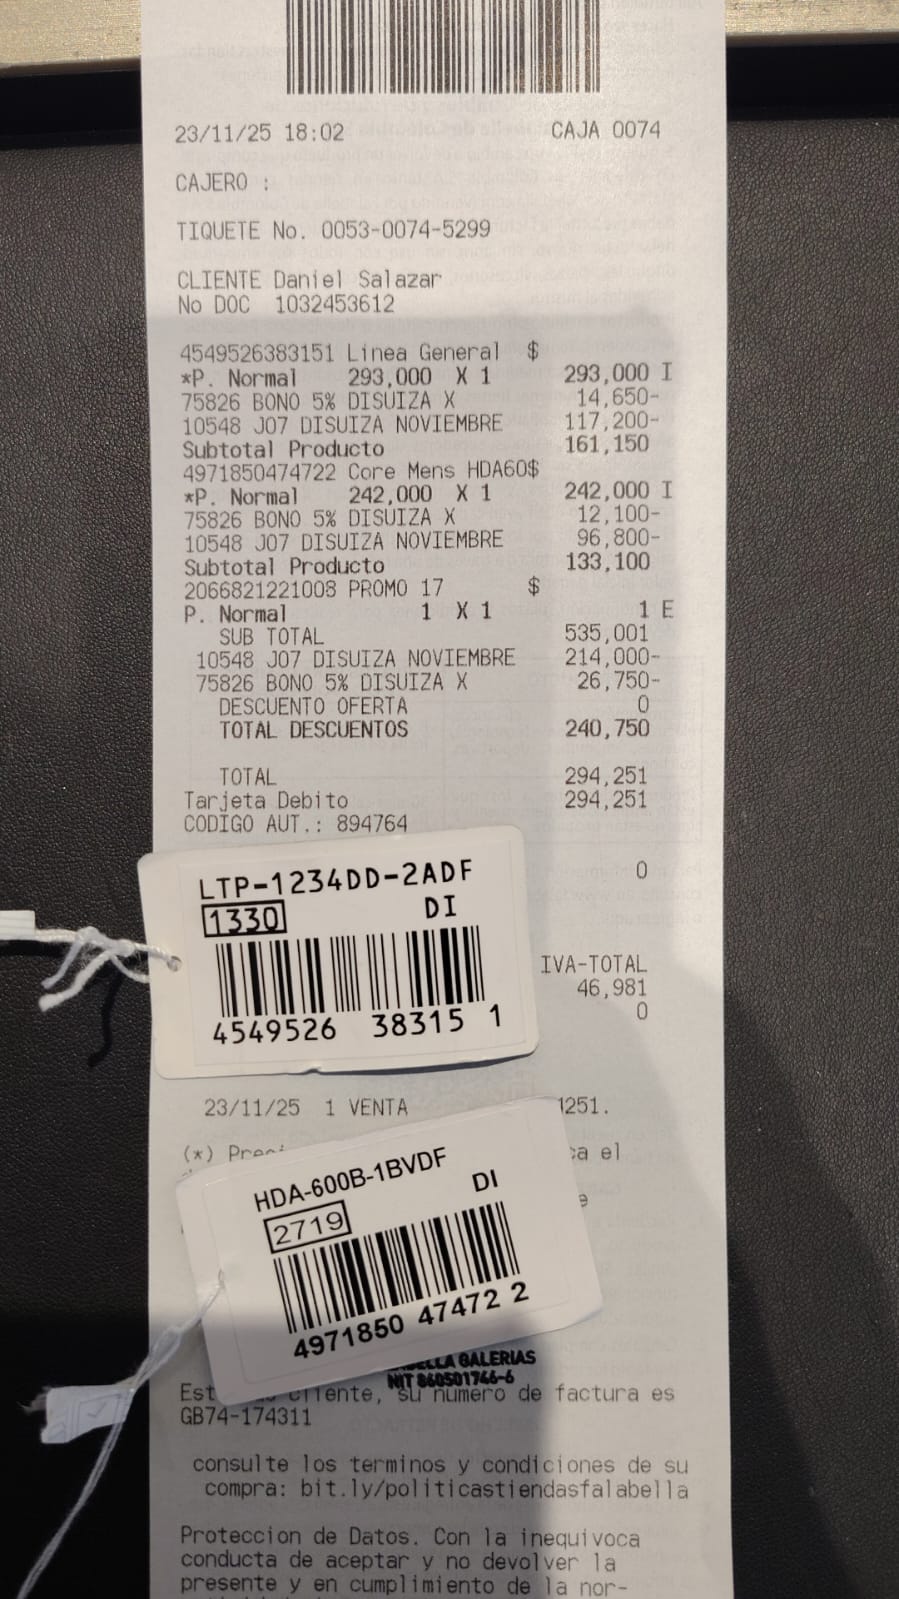 23/11/25 18:02 CAJA 0074
CAJERO :
TIQUETE No. 0053-0074-5299
CLIENTE Daniel Salazar
No DOC 1032453612
4549526383151 Linea General $
*P. Normal 293,000 X 1 293,000 I
75826 BONO 5% DISUIZA X 14,650-
10548 J07 DISUIZA NOVIEMBRE 117,200-
Subtotal Producto 161,150
4971850474722 Core Mens HDA60$
*P. Normal 242,000 X 1 242,000 I
75826 BONO 5% DISUIZA X 12,100-
10548 J07 DISUIZA NOVIEMBRE 96,800-
Subtotal Producto 133,100
2066821221008 PROMO 17 $
P. Normal 1 X 1 1 E
SUB TOTAL 535,001
10548 J07 DISUIZA NOVIEMBRE 214,000-
75826 BONO 5% DISUIZA X 26,750-
DESCUENTO OFERTA 0
TOTAL DESCUENTOS 240,750
TOTAL 294,251
Tarjeta Debito 294,251
CODIGO AUT.: 894764
0
LTP-1234DD-2ADF
1330 DI
4549526 38315 1
IVA-TOTAL
46,981
0
23/11/25 1 VENTA 1251.
(*) el
HDA-600B-1BVDF
2719 DI
4971850 47472 2
GALERIAS
NIT 860501746-6
su numero de factura es
GB74-174311
consulte los terminos y condiciones de su
compra: bit.ly/politicastiendasfalabella
Proteccion de Datos. Con la inequivoca
conducta de aceptar y no devolver la
presente y en cumplimiento de la nor-